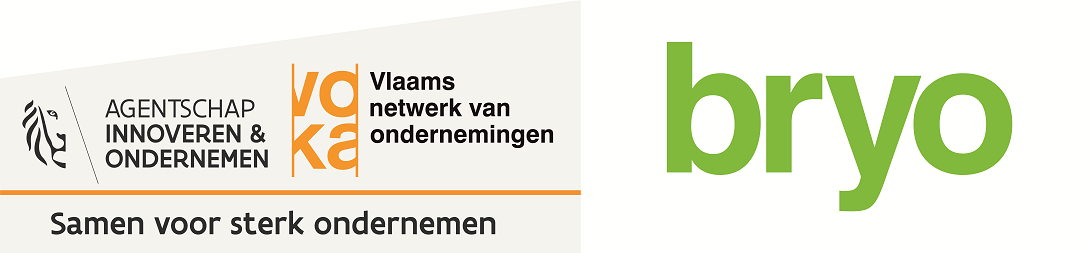 AGENTSCHAP
INNOVEREN &
ONDERNEMEN
vo
ka
Vlaams
netwerk van
ondernemingen
Samen voor sterk ondernemen
bryo